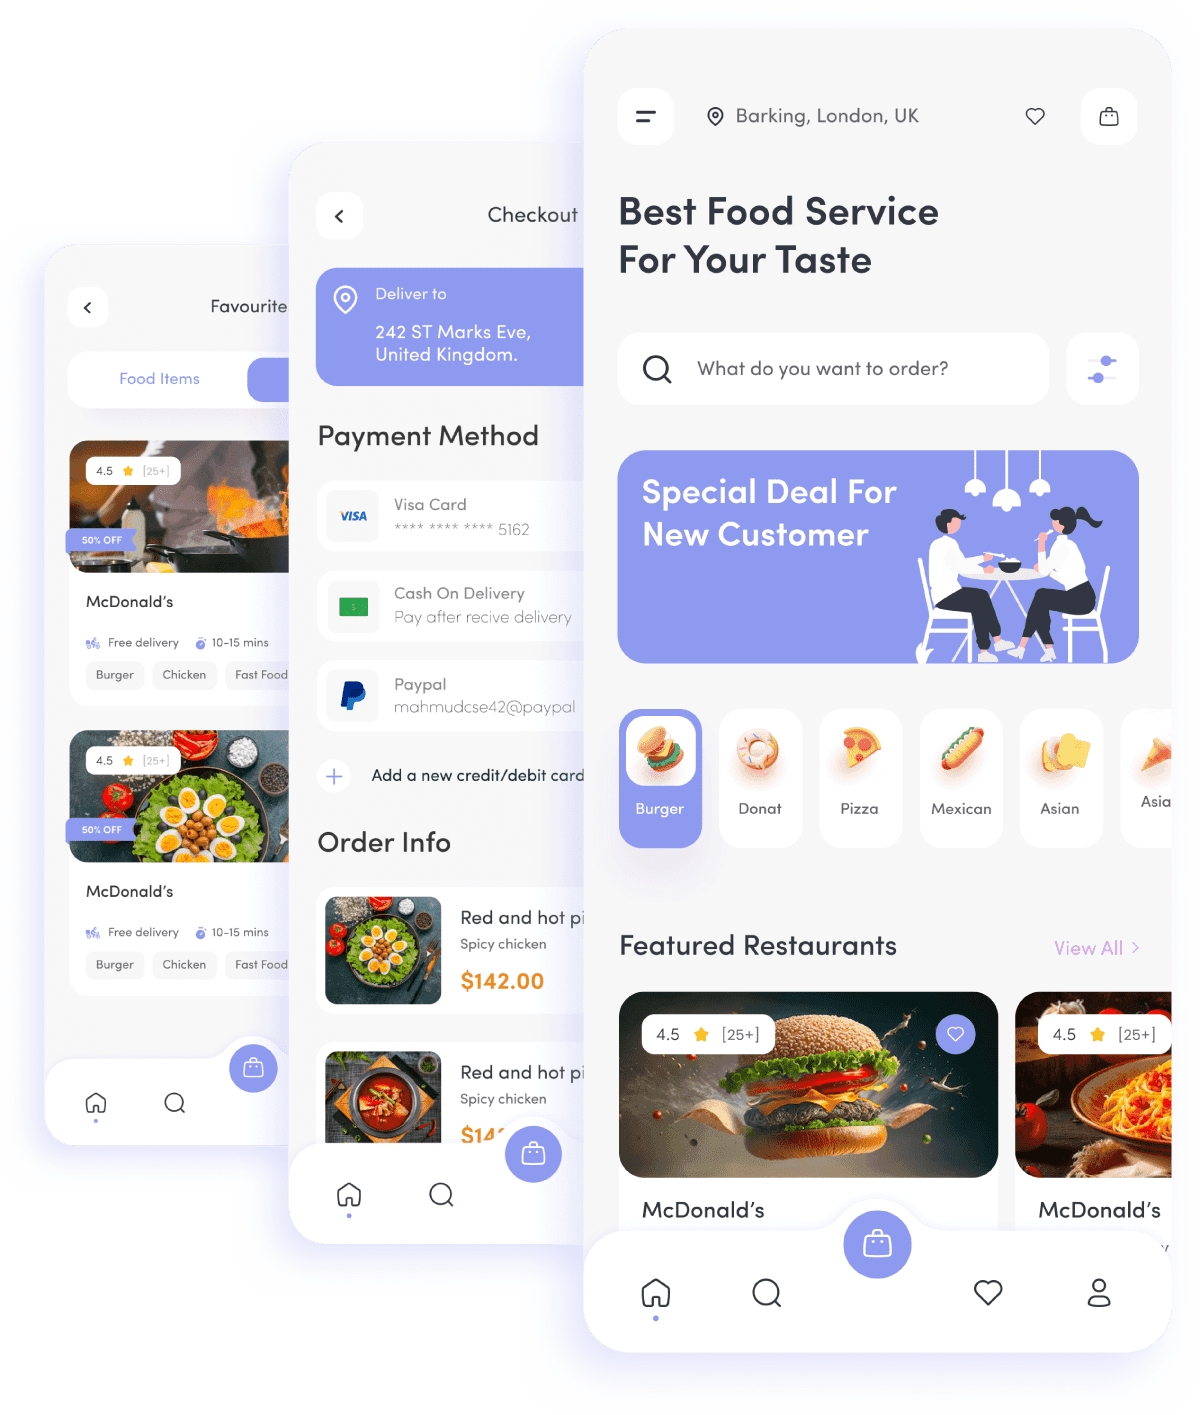 Favourite
Food Items
4.5 [25+]
50% OFF
McDonald's
Free delivery 10-15 mins
Burger Chicken Fast Food
4.5 [25+]
50% OFF
McDonald's
Free delivery 10-15 mins
Burger Chicken Fast Food
Checkout
Deliver to
242 ST Marks Eve,
United Kingdom.
Payment Method
VISA
Visa Card
**** **** **** 5162
Cash On Delivery
Pay after recive delivery
Paypal
mahmudcse42@paypal
Add a new credit/debit card
Order Info
Red and hot pi
Spicy chicken
$142.00
Red and hot pi
Spicy chicken
Barking, London, UK
Best Food Service
For Your Taste
What do you want to order?
Special Deal For
New Customer
Burger Donat Pizza Mexican Asian Asia
Featured Restaurants
View All
4.5 [25+]
McDonald's
4.5 [25+]
McDonald's